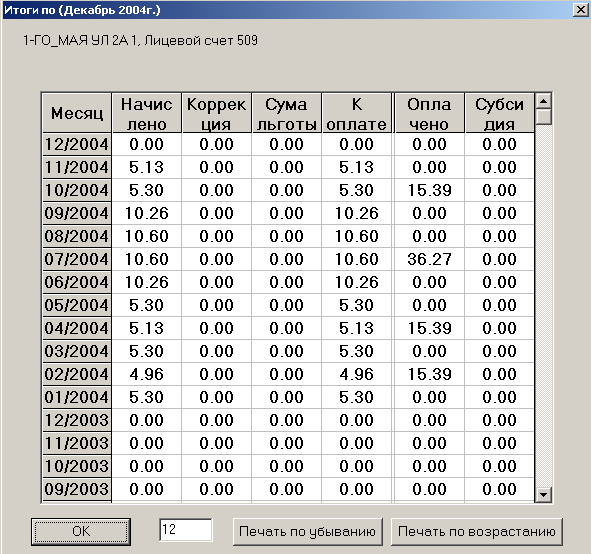 Итоги по (Декабрь 2004г.)
1-ГО_МАЯ УЛ 2А 1, Лицевой счет 509
Месяц Начис Коррек Сума К Опла Субси
лено ция льготы оплате чено дия
12/2004 0.00 0.00 0.00 0.00 0.00 0.00
11/2004 5.13 0.00 0.00 5.13 0.00 0.00
10/2004 5.30 0.00 0.00 5.30 15.39 0.00
09/2004 10.26 0.00 0.00 10.26 0.00 0.00
08/2004 10.60 0.00 0.00 10.60 0.00 0.00
07/2004 10.60 0.00 0.00 10.60 36.27 0.00
06/2004 10.26 0.00 0.00 10.26 0.00 0.00
05/2004 5.30 0.00 0.00 5.30 0.00 0.00
04/2004 5.13 0.00 0.00 5.13 15.39 0.00
03/2004 5.30 0.00 0.00 5.30 0.00 0.00
02/2004 4.96 0.00 0.00 4.96 15.39 0.00
01/2004 5.30 0.00 0.00 5.30 0.00 0.00
12/2003 0.00 0.00 0.00 0.00 0.00 0.00
11/2003 0.00 0.00 0.00 0.00 0.00 0.00
10/2003 0.00 0.00 0.00 0.00 0.00 0.00
09/2003 0.00 0.00 0.00 0.00 0.00 0.00
OK 12 Печать по убыванию Печать по возрастанию